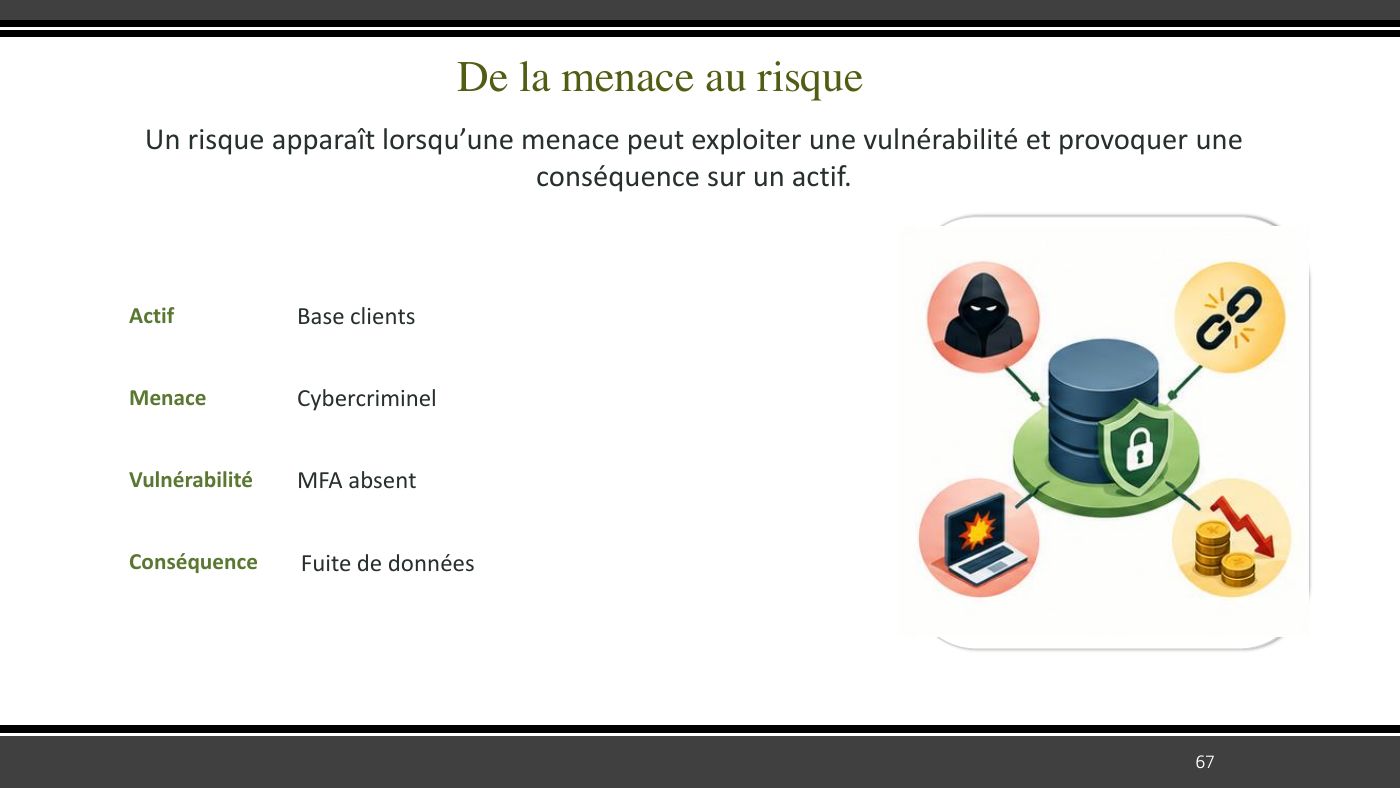 De la menace au risque
Un risque apparaît lorsqu’une menace peut exploiter une vulnérabilité et provoquer une
conséquence sur un actif.
Actif Base clients
Menace Cybercriminel
Vulnérabilité MFA absent
Conséquence Fuite de données
67